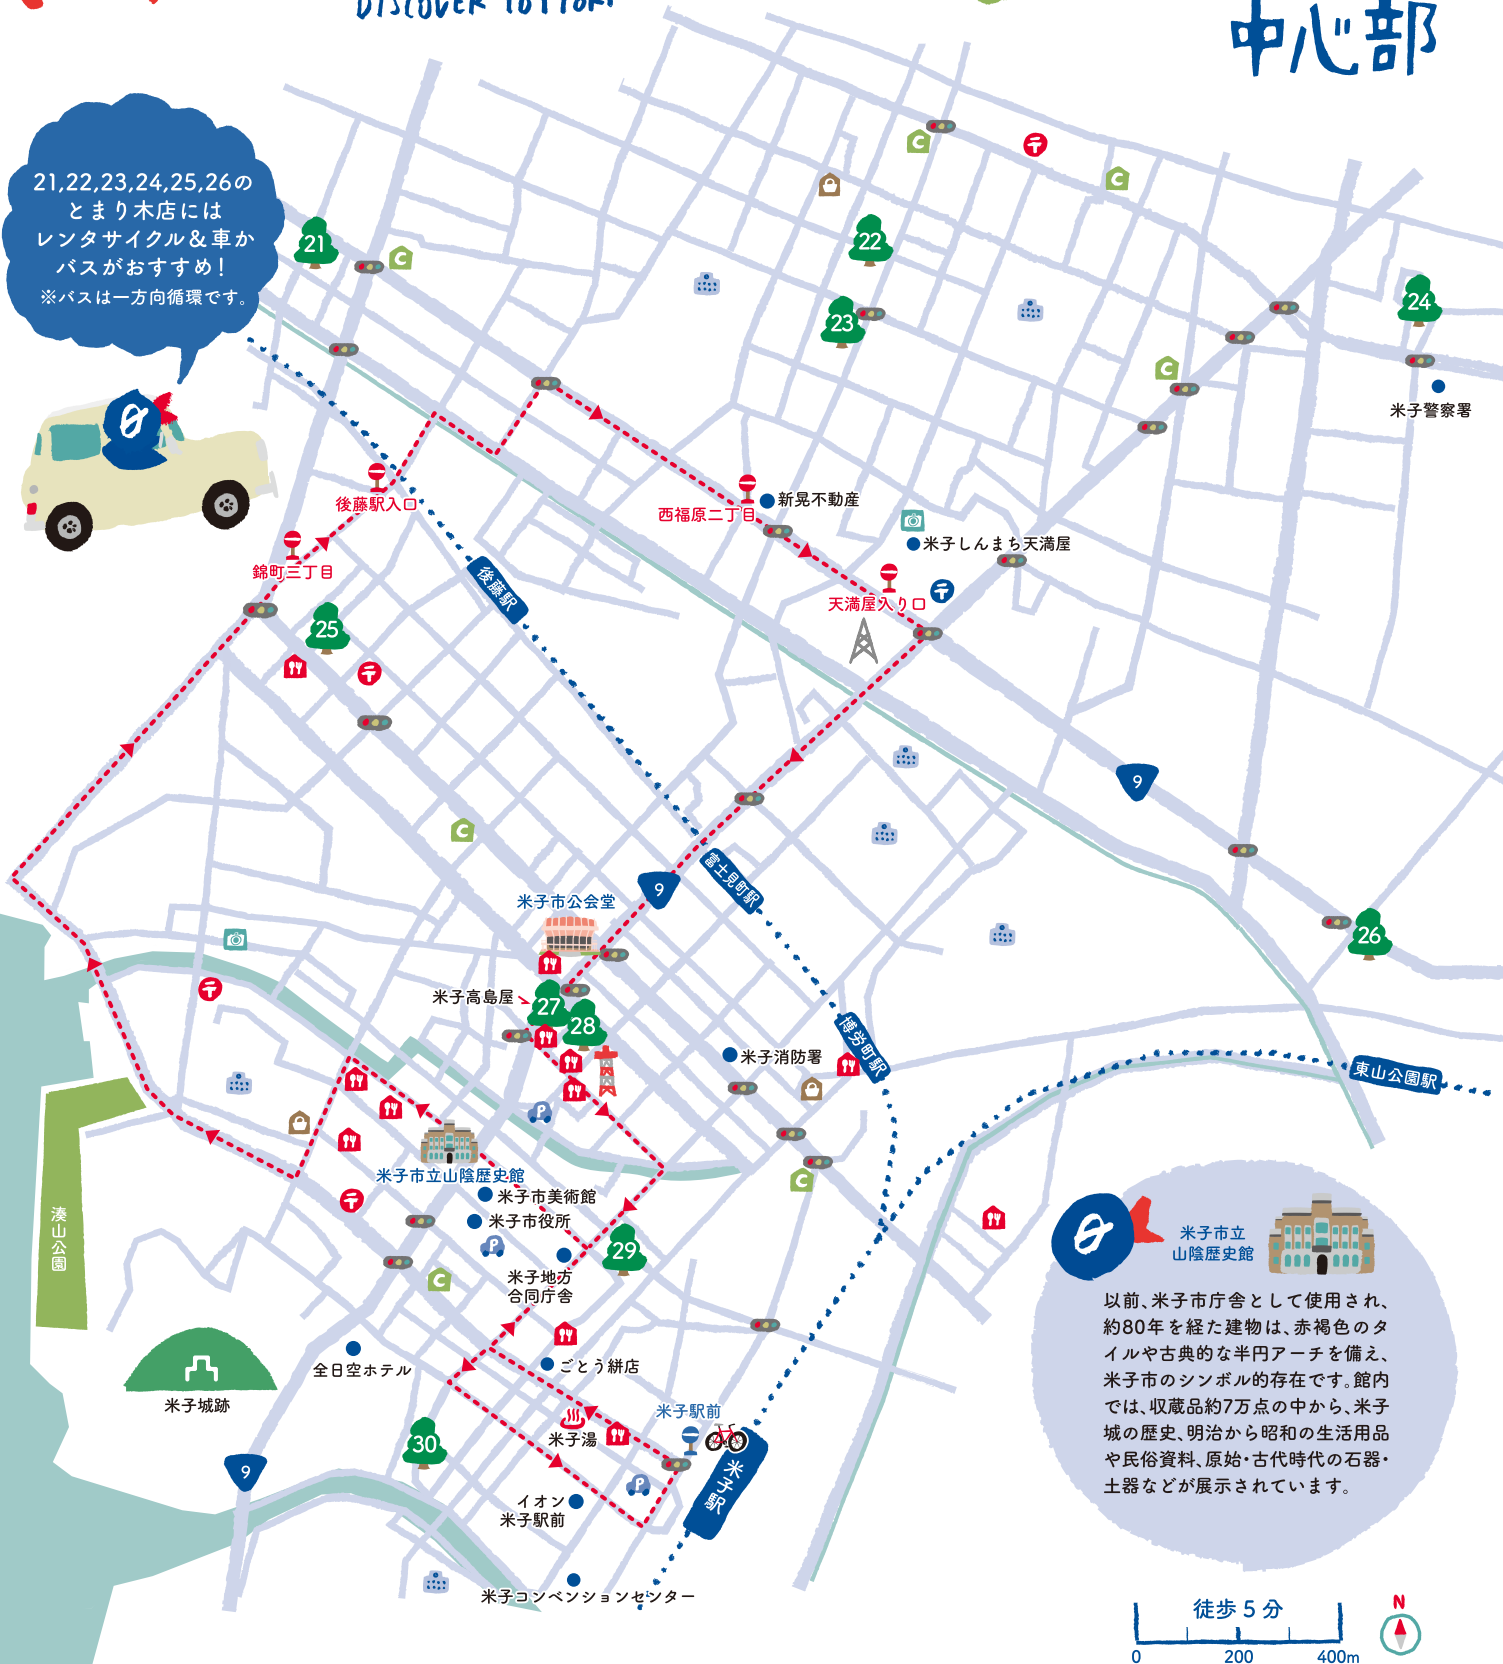 DISCOVER TOTTORI
中心部
21,22,23,24,25,26の
とまり木店には
レンタサイクル＆車か
バスがおすすめ！
※バスは一方向循環です。
21
22
23
24
米子警察署
後藤駅入口
西福原二丁目
新晃不動産
米子しんまち天満屋
錦町三丁目
後藤駅
天満屋入り口
25
9
富士見町駅
9
米子市公会堂
26
米子高島屋
27
28
米子消防署
博労町駅
東山公園駅
P
米子市立山陰歴史館
米子市美術館
米子市役所
P
29
米子地方
合同庁舎
湊山公園
米子城跡
全日空ホテル
ごとう絣店
米子駅前
米子湯
30
9
P
米子駅
イオン
米子駅前
米子コンベンションセンター
米子市立
山陰歴史館
以前、米子市庁舎として使用され、
約80年を経た建物は、赤褐色のタ
イルや古典的な半円アーチを備え、
米子市のシンボル的存在です。館内
では、収蔵品約7万点の中から、米子
城の歴史、明治から昭和の生活用品
や民俗資料、原始・古代時代の石器・
土器などが展示されています。
徒歩5分
0 200 400m
N